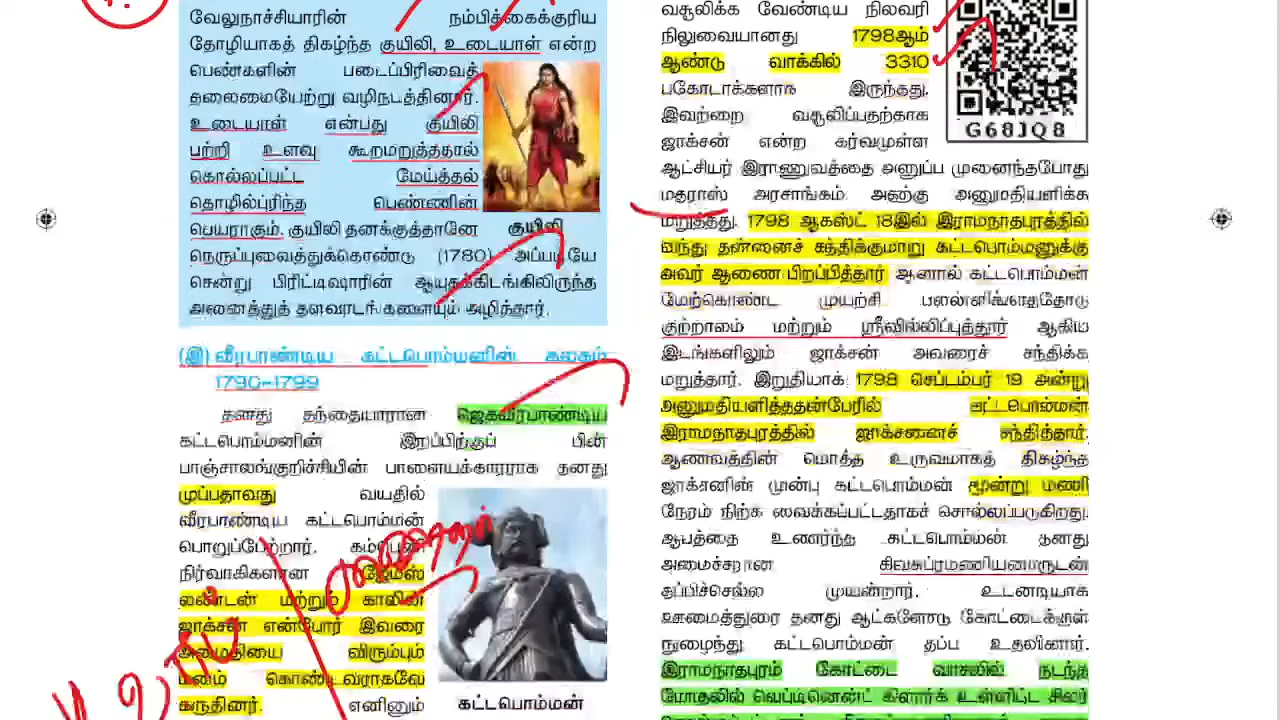 வேலுநாச்சியாரின் நம்பிக்கைக்குரிய
தோழியாகத் திகழ்ந்த குயிலி, உடையாள் என்ற
பெண்களின் படைப்பிரிவைத்
தலைமையேற்று வழிநடத்தினார்.
உடையாள் என்பது குயிலி
பற்றி உளவு கூறமறுத்ததால்
கொல்லப்பட்ட மேய்த்தல்
தொழில்புரிந்த பெண்ணின்
பெயராகும். குயிலி தனக்குத்தானே
குயிலி
நெருப்புவைத்துக்கொண்டு (1780) அப்படியே
சென்று பிரிட்டிஷாரின் ஆயுதக்கிடங்கிலிருந்த
அனைத்துத் தளவாடங்களையும் அழித்தார்.
(இ) வீரபாண்டிய கட்டபொம்மனின் கலகம்
1790-1799
தனது தந்தையாரான ஜெகவீரபாண்டிய
கட்டபொம்மனின் இறப்பிற்குப் பின்
பாஞ்சாலங்குறிச்சியின் பாளையக்காரராக தனது
முப்பதாவது வயதில்
வீரபாண்டிய கட்டபொம்மன்
பொறுப்பேற்றார். கம்பெனி
நிர்வாகிகளான ஜேம்ஸ்
லண்டன் மற்றும் காலின்
ஜாக்சன் என்போர் இவரை
அமைதியை விரும்பும்
மனம் கொண்டவராகவே
கருதினர். எனினும்
கட்டபொம்மன்
வசூலிக்க வேண்டிய நிலவரி
நிலுவையானது 1798ஆம்
ஆண்டு வாக்கில் 3310
பகோடாக்களாக இருந்தது.
இவற்றை வசூலிப்பதற்காக
ஜாக்சன் என்ற கர்வமுள்ள
G68JQ8
ஆட்சியர் இராணுவத்தை அனுப்ப முனைந்தபோது
மதராஸ் அரசாங்கம் அதற்கு அனுமதியளிக்க
மறுத்தது. 1798 ஆகஸ்ட் 18இல் இராமநாதபுரத்தில்
வந்து தன்னைச் சந்திக்குமாறு கட்டபொம்மனுக்கு
அவர் ஆணை பிறப்பித்தார் ஆனால் கட்டபொம்மன்
மேற்கொண்ட முயற்சி பலனளிக்காததோடு
குற்றாலம் மற்றும் ஸ்ரீவில்லிப்புத்தூர் ஆகிய
இடங்களிலும் ஜாக்சன் அவரைச் சந்திக்க
மறுத்தார். இறுதியாக் 1798 செப்டம்பர் 19 அன்று
அனுமதியளித்ததன்பேரில் கட்டபொம்மன்
இராமநாதபுரத்தில் ஜாக்சனைச் சந்தித்தார்.
ஆணவத்தின் மொத்த உருவமாகத் திகழ்ந்த
ஜாக்சனின் முன்பு கட்டபொம்மன் மூன்று மணி
நேரம் நிற்க வைக்கப்பட்டதாகச் சொல்லப்படுகிறது.
ஆபத்தை உணர்ந்த கட்டபொம்மன் தனது
அமைச்சரான சிவசுப்ரமணியனாருடன்
தப்பிச்செல்ல முயன்றார். உடனடியாக
ஊமைத்துரை தனது ஆட்களோடு கோட்டைக்குள்
நுழைந்து கட்டபொம்மன் தப்ப உதவினார்.
இராமநாதபுரம் கோட்டை வாசலில் நடந்த
மோதலில் லெப்டினென்ட் கிளார்க் உள்ளிட்ட சிலர்